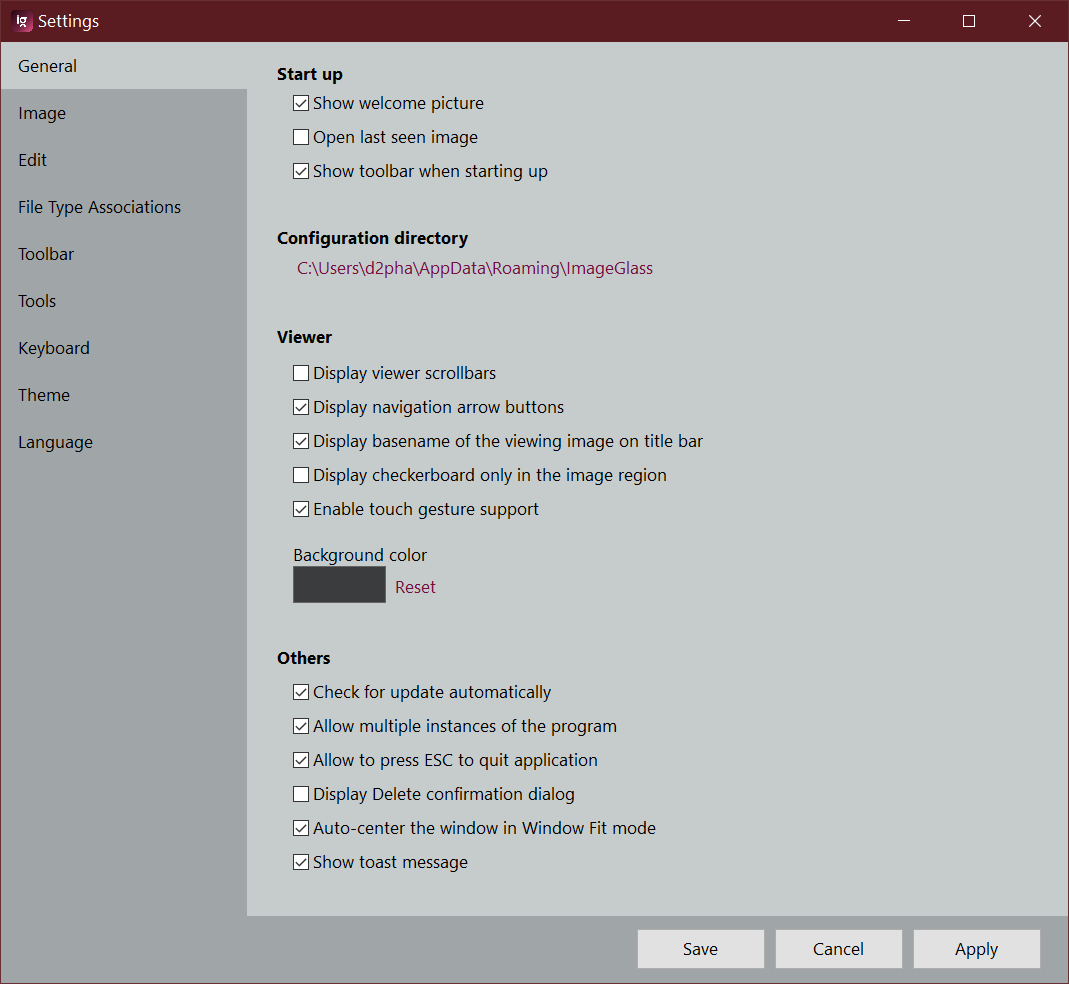 Settings
General
Image
Edit
File Type Associations
Toolbar
Tools
Keyboard
Theme
Language
Start up
Show welcome picture
Open last seen image
Show toolbar when starting up
Configuration directory
C:\Users\d2pha\AppData\Roaming\ImageGlass
Viewer
Display viewer scrollbars
Display navigation arrow buttons
Display basename of the viewing image on title bar
Display checkerboard only in the image region
Enable touch gesture support
Background color
Reset
Others
Check for update automatically
Allow multiple instances of the program
Allow to press ESC to quit application
Display Delete confirmation dialog
Auto-center the window in Window Fit mode
Show toast message
Save Cancel Apply